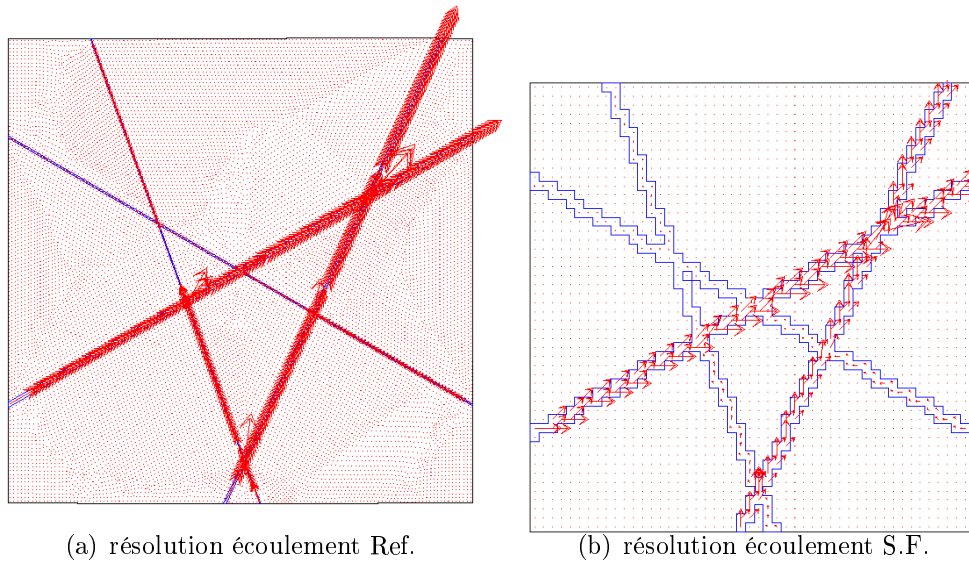 (a) résolution écoulement Ref.
(b) résolution écoulement S.F.